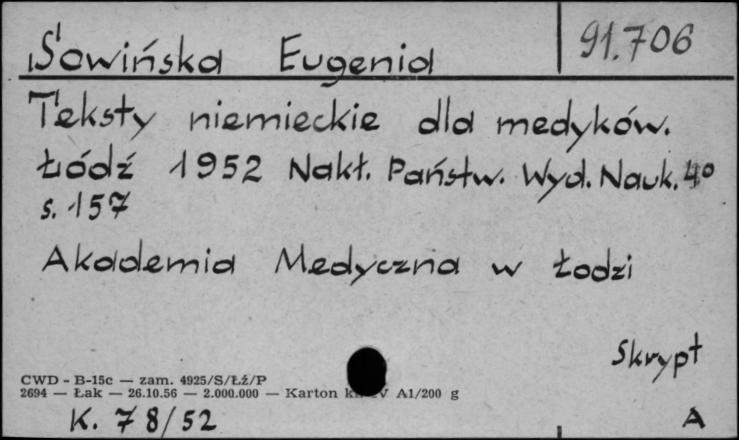 Sowińska Eugenia 91.706
Teksty niemieckie dla medyków.
Łódź 1952 Nakł. Państw. Wyd. Nauk. 4°
s. 157
Akademia Medyczna w Łodzi
Skrypt
CWD - B-15c — zam. 4925/S/Łź/P
2694 — Łak — 26.10.56 — 2.000.000 — Karton V A1/200 g
K. 78/52 A